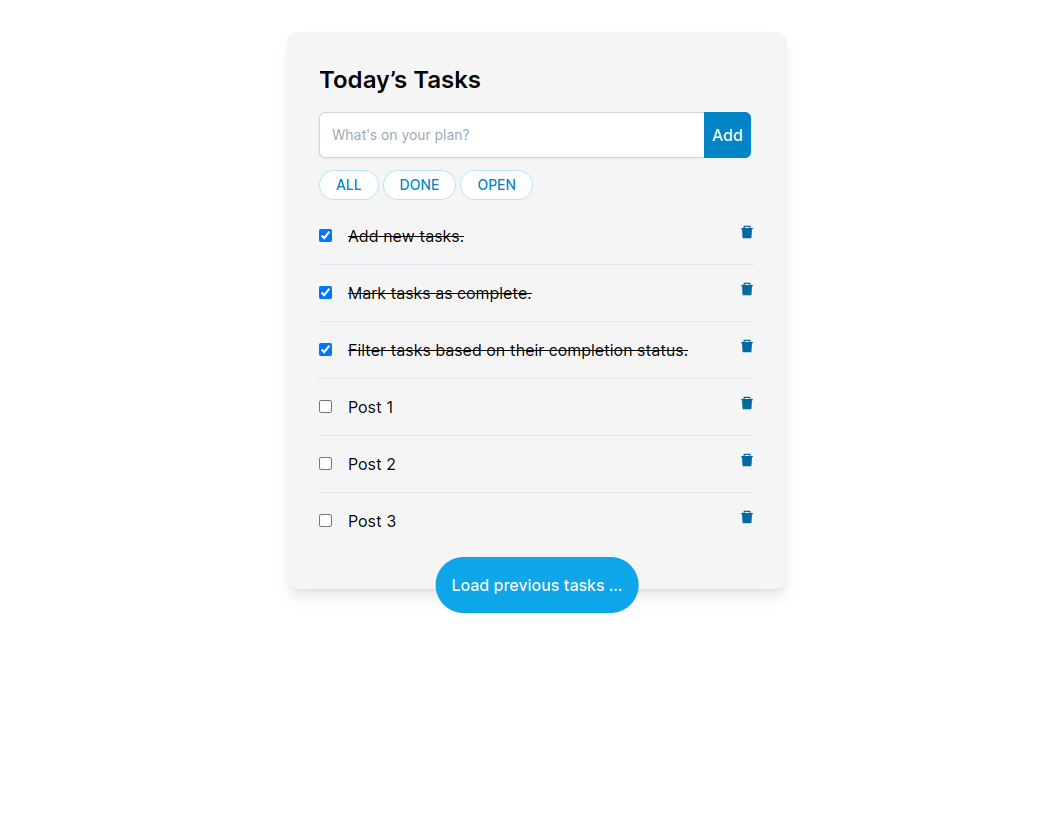 Today’s Tasks
What's on your plan?
Add
ALL DONE OPEN
Add new tasks.
Mark tasks as complete.
Filter tasks based on their completion status.
Post 1
Post 2
Post 3
Load previous tasks ...